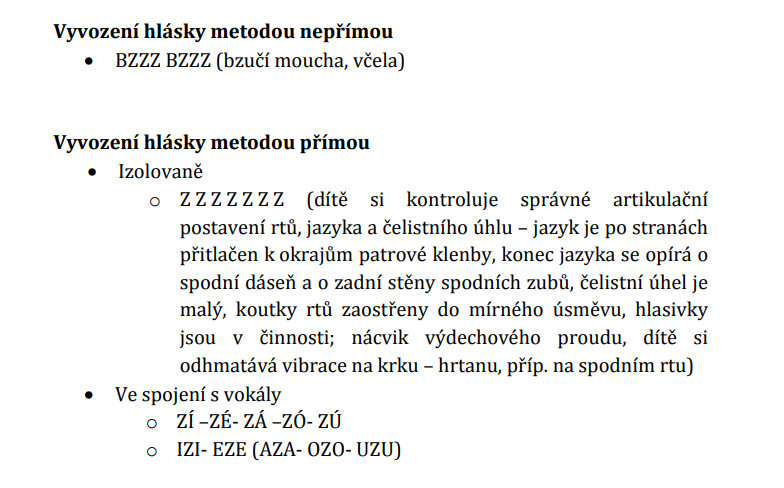 Vyvození hlásky metodou nepřímou
• BZZZ BZZZ (bzučí moucha, včela)
Vyvození hlásky metodou přímou
• Izolovaně
o Z Z Z Z Z Z Z (dítě si kontroluje správné artikulační
postavení rtů, jazyka a čelistního úhlu – jazyk je po stranách
přitlačen k okrajům patrové klenby, konec jazyka se opírá o
spodní dáseň a o zadní stěny spodních zubů, čelistní úhel je
malý, koutky rtů zaostřeny do mírného úsměvu, hlasivky
jsou v činnosti; nácvik výdechového proudu, dítě si
odhmatává vibrace na krku – hrtanu, příp. na spodním rtu)
• Ve spojení s vokály
o ZÍ –ZÉ- ZÁ –ZÓ- ZÚ
o IZI- EZE (AZA- OZO- UZU)